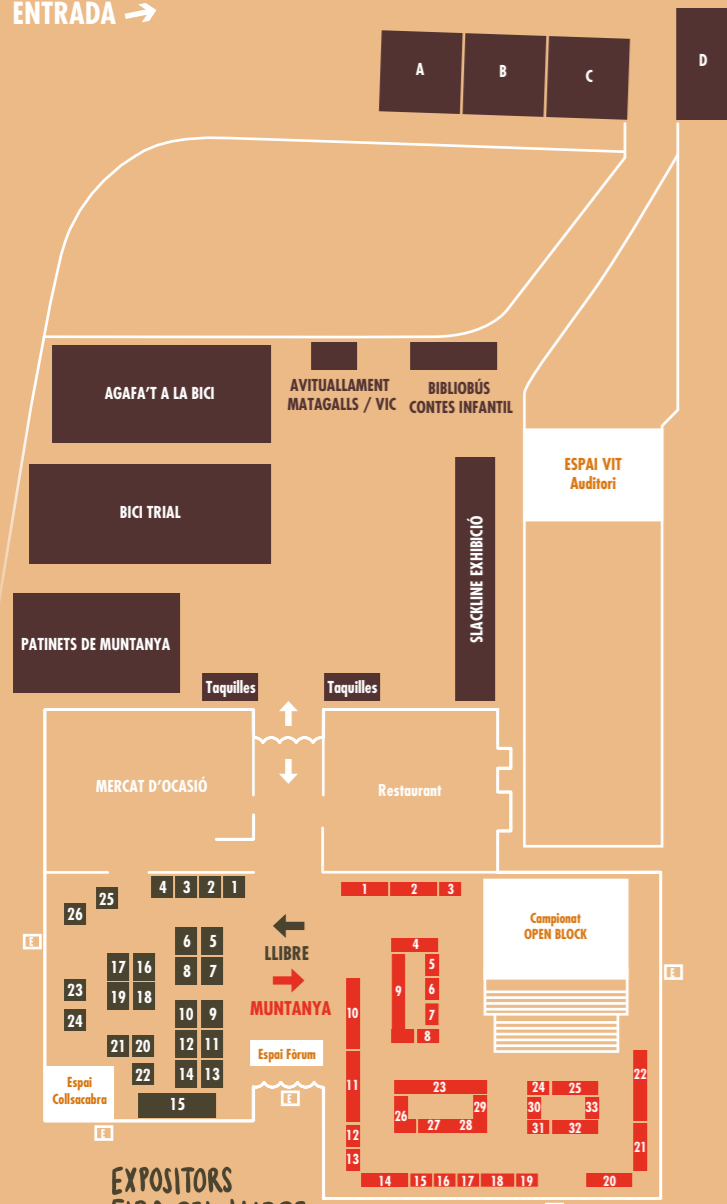 ENTRADA →
A B C D
AGAFA'T A LA BICI
AVITUALLAMENT
MATAGALLS / VIC
BIBLIOBÚS
CONTES INFANTIL
ESPAI VIT
Auditori
BICI TRIAL
SLACKLINE EXHIBICIÓ
PATINETS DE MUNTANYA
Taquilles
Taquilles
MERCAT D'OCASIÓ
Restaurant
4 3 2 1
25
26
6 5
8 7
17 16
19 18
23
24
10 9
12 11
14 13
21 20
22
15
E
Espai
Collsacabra
E
LLIBRE
MUNTANYA
Espai Fòrum
E
1 2 3
4
5
6
7
8
9
10
11
12
13
Campionat
OPEN BLOCK
E
23
26 29
27 28
24 25
30 33
31 32
22
21
14 15 16 17 18 19 20
EXPOSITORS